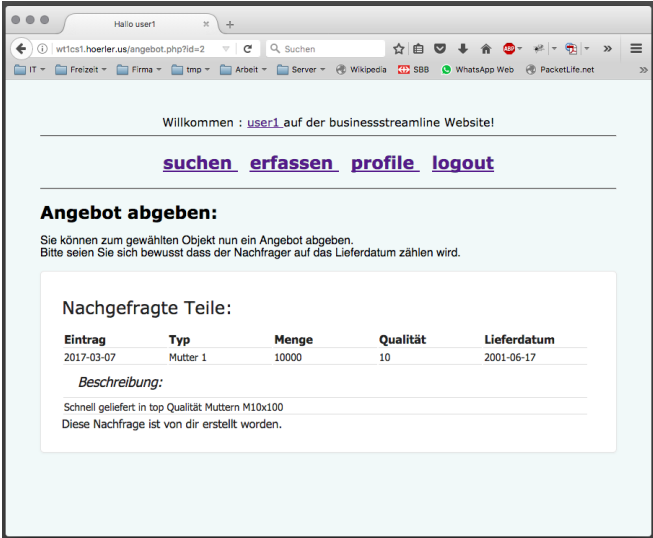 Hallo user1
wt1cs1.hoerler.us/angebot.php?id=2 Suchen ABP
IT Freizeit Firma tmp Arbeit Server Wikipedia SBB WhatsApp Web PacketLife.net
Willkommen : user1 auf der businessstreamline Website!
suchen erfassen profile logout
Angebot abgeben:
Sie können zum gewählten Objekt nun ein Angebot abgeben.
Bitte seien Sie sich bewusst dass der Nachfrager auf das Lieferdatum zählen wird.
Nachgefragte Teile:
Eintrag Typ Menge Qualität Lieferdatum
2017-03-07 Mutter 1 10000 10 2001-06-17
Beschreibung:
Schnell geliefert in top Qualität Muttern M10x100
Diese Nachfrage ist von dir erstellt worden.